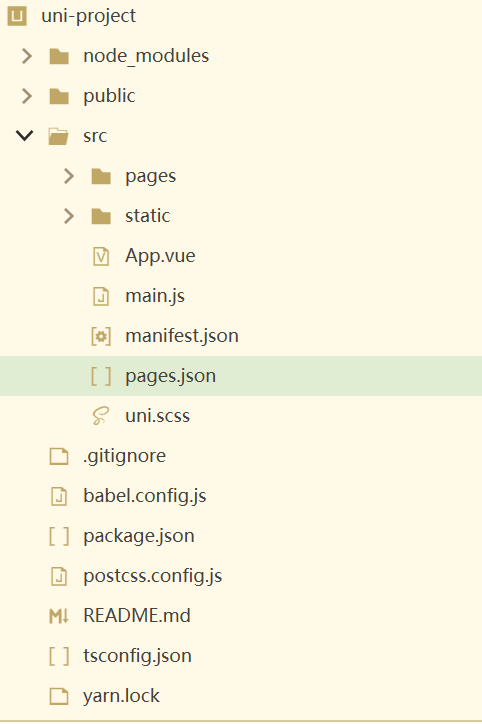 uni-project
node_modules
public
src
pages
static
App.vue
main.js
manifest.json
pages.json
uni.scss
.gitignore
babel.config.js
package.json
postcss.config.js
README.md
tsconfig.json
yarn.lock